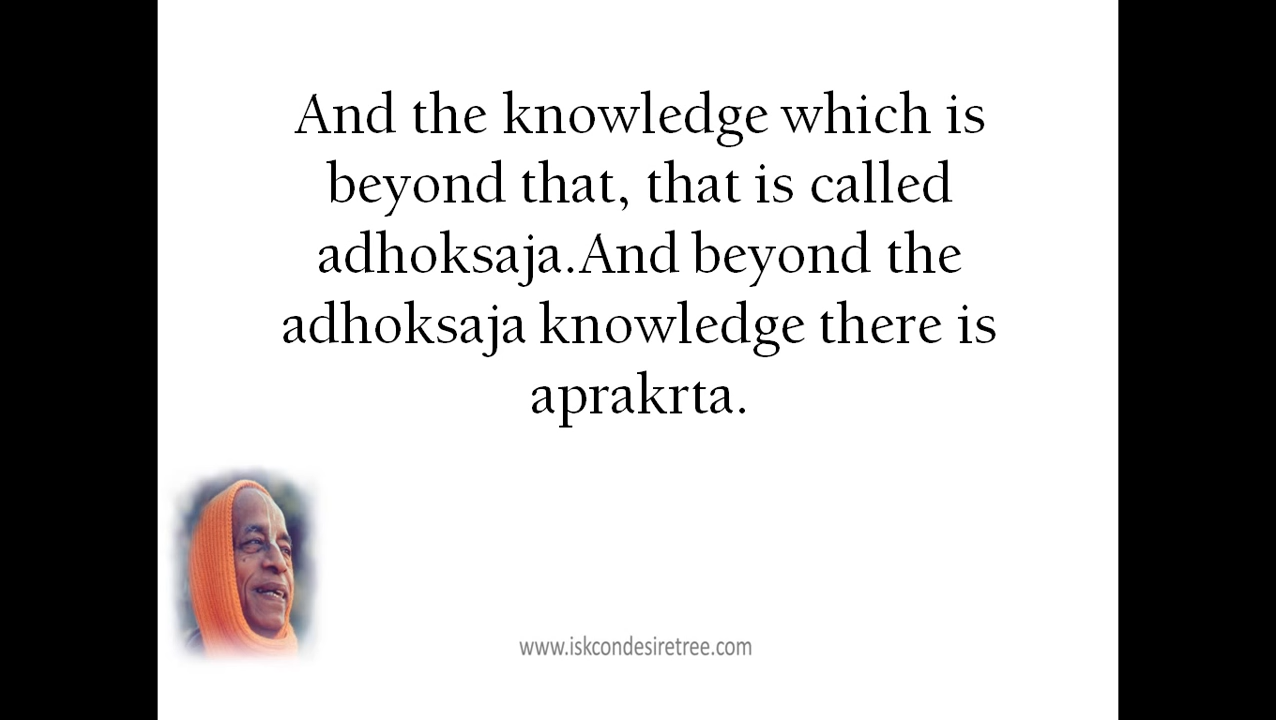 And the knowledge which is
beyond that, that is called
adhoksaja.And beyond the
adhoksaja knowledge there is
aprakrta.
www.iskcondesiretree.com